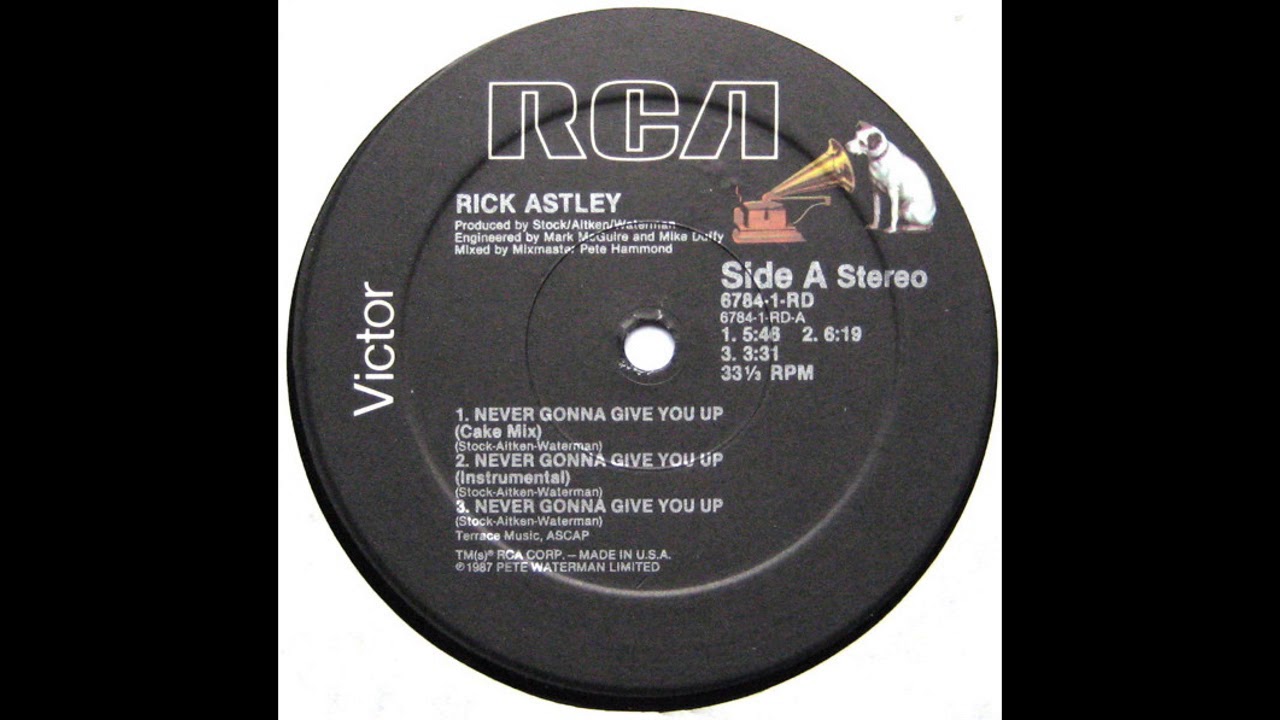 RCA
RICK ASTLEY
Produced by Stock/Aitken/Waterman
Engineered by Mark McGuire and Mike Duffy
Mixed by Mixmaster Pete Hammond
Victor
Side A Stereo
6784-1-RD
6784-1-RD-A
1. 5:46 2. 6:19
3. 3:31
33⅓ RPM
1. NEVER GONNA GIVE YOU UP
(Cake Mix)
(Stock-Aitken-Waterman)
2. NEVER GONNA GIVE YOU UP
(Instrumental)
(Stock-Aitken-Waterman)
3. NEVER GONNA GIVE YOU UP
(Stock-Aitken-Waterman)
Terrace Music, ASCAP
TM(s)® RCA CORP. – MADE IN U.S.A.
℗1987 PETE WATERMAN LIMITED